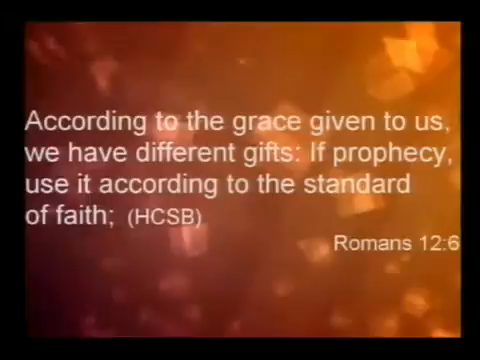 According to the grace given to us,
we have different gifts: If prophecy,
use it according to the standard
of faith; (HCSB)
Romans 12:6